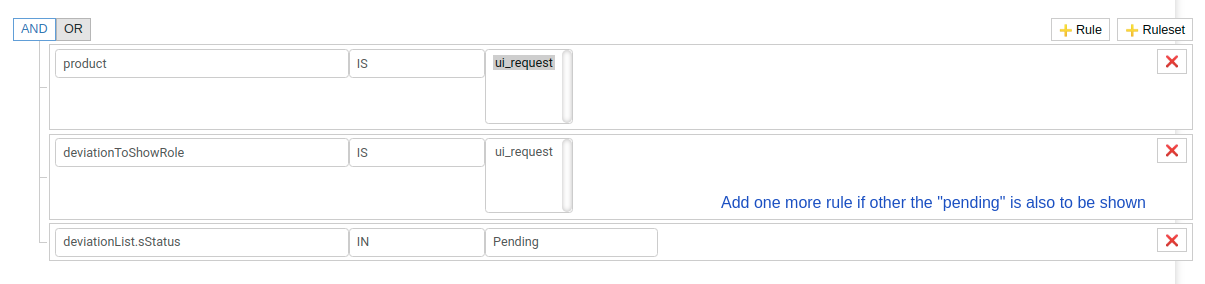 AND OR Rule Ruleset
product IS ui_request
deviationToShowRole IS ui_request
Add one more rule if other the "pending" is also to be shown
deviationList.sStatus IN Pending